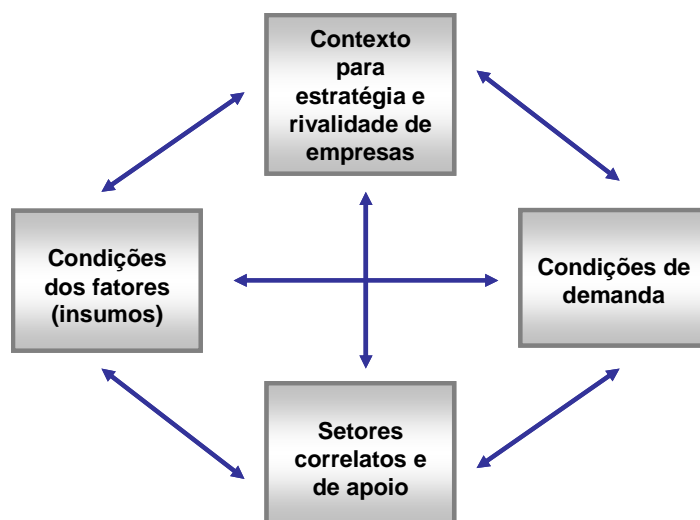 Contexto
para
estratégia e
rivalidade de
empresas
Condições
dos fatores
(insumos)
Condições de
demanda
Setores
correlatos e
de apoio